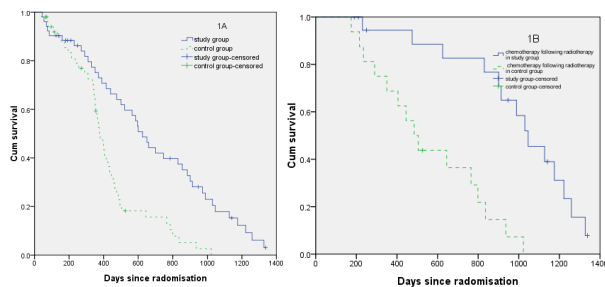 1A
study group
control group
study group-censored
control group-censored
Cum survival
1.0
0.8
0.6
0.4
0.2
0.0
0 200 400 600 800 1000 1200 1400
Days since radomisation
1B
chemotherapy following radiotherapy
in study group
chemotherapy following radiotherapy
in control group
study group-censored
control group-censored
Cum survival
1.0
0.8
0.6
0.4
0.2
0.0
0 200 400 600 800 1000 1200 1400
Days since radomisation